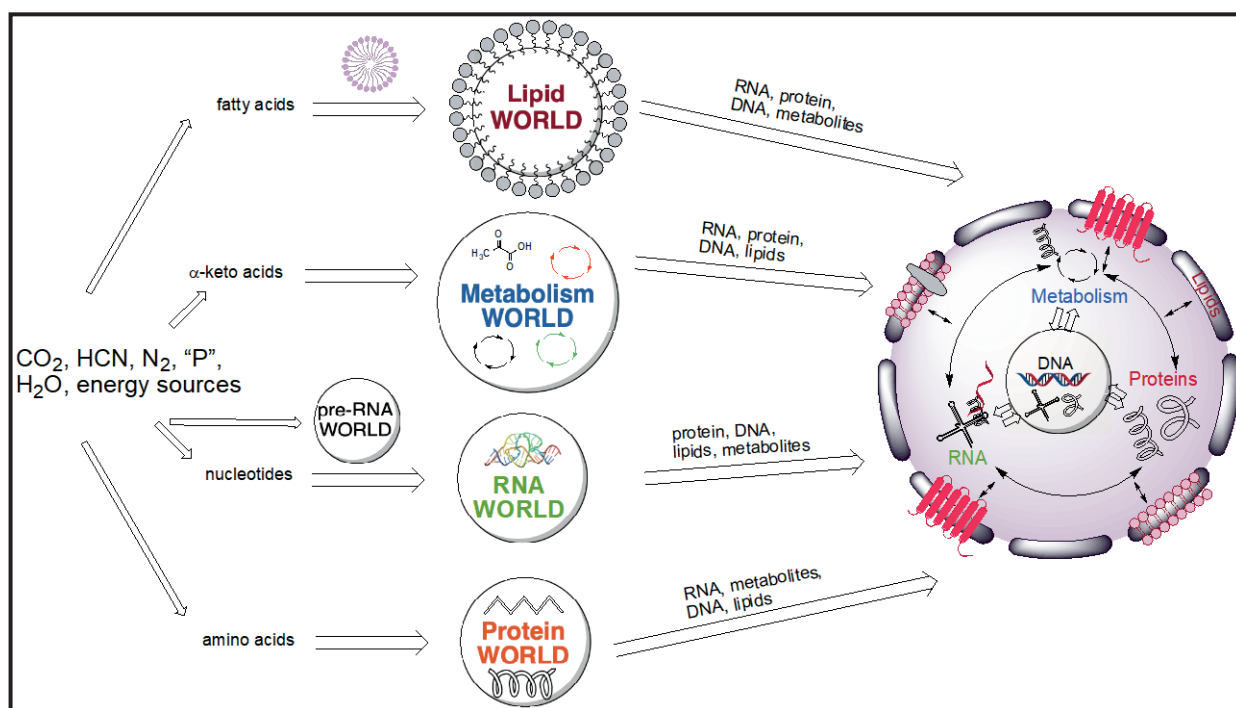 fatty acids
Lipid
WORLD
RNA, protein,
DNA, metabolites
α-keto acids
H₃C
O
OH
O
Metabolism
WORLD
RNA, protein,
DNA, lipids
CO₂, HCN, N₂, “P”,
H₂O, energy sources
pre-RNA
WORLD
nucleotides
RNA
WORLD
protein, DNA,
lipids, metabolites
amino acids
Protein
WORLD
RNA, metabolites,
DNA, lipids
Lipids
Metabolism
DNA
Proteins
RNA